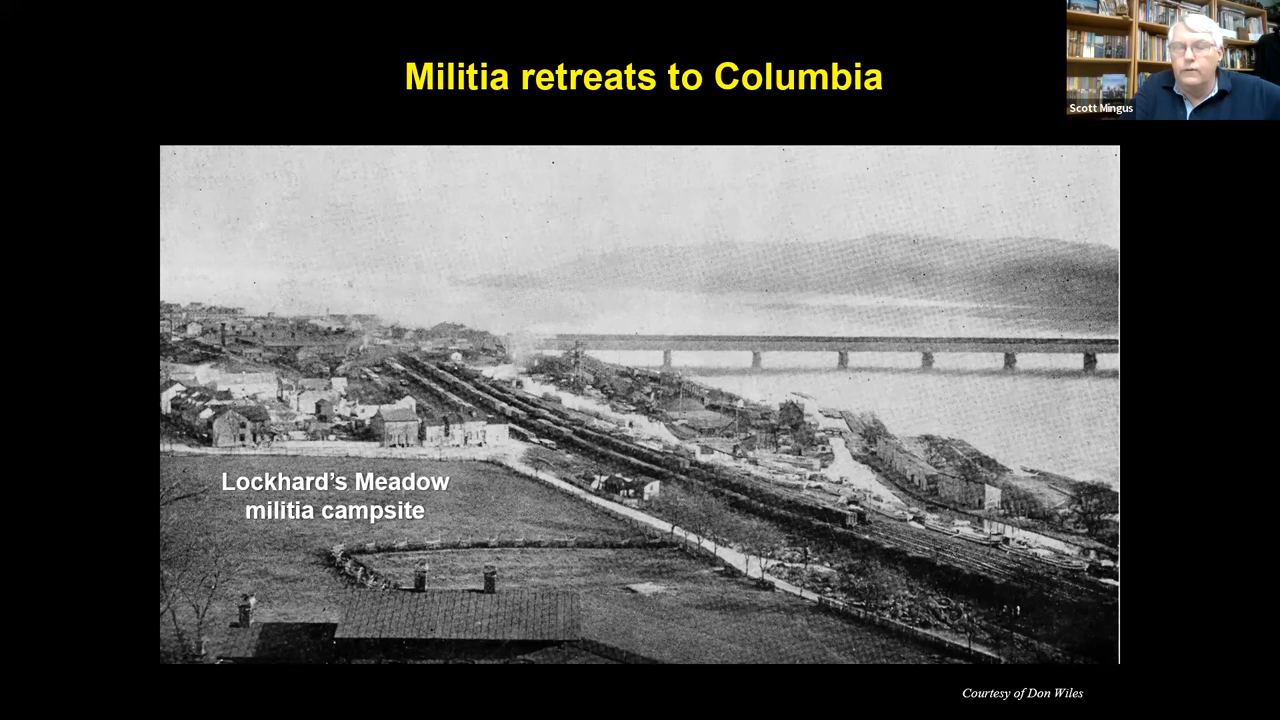 Militia retreats to Columbia
Scott Mingus
Lockhard’s Meadow
militia campsite
Courtesy of Don Wiles